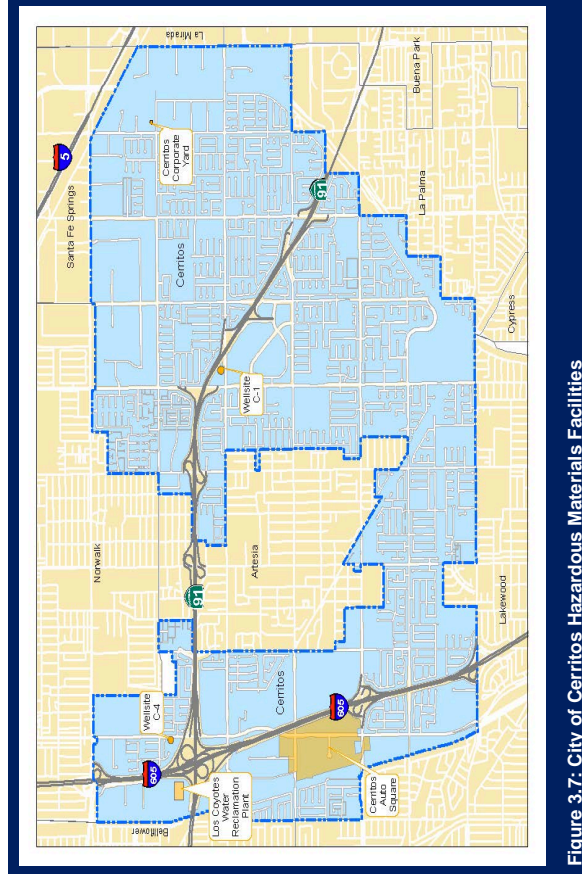 La Mirada
5
Santa Fe Springs
Cerritos
Corporate
Yard
Buena Park
91
La Palma
Cerritos
Cypress
Wellsite
C-1
Norwalk
Artesia
91
Lakewood
Wellsite
C-4
Cerritos
605
605
Bellflower
Los Coyotes
Water
Reclamation
Plant
Cerritos
Auto
Square
Figure 3.7: City of Cerritos Hazardous Materials Facilities